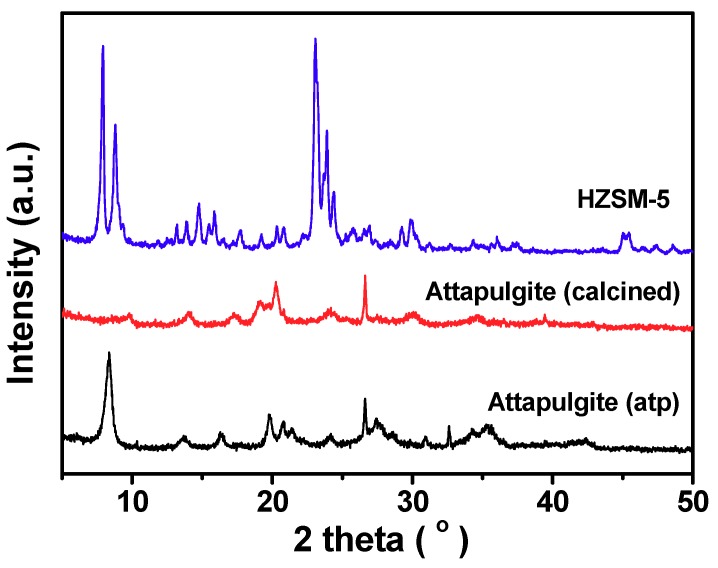 Intensity (a.u.)
HZSM-5
Attapulgite (calcined)
Attapulgite (atp)
10 20 30 40 50
2 theta ( ° )